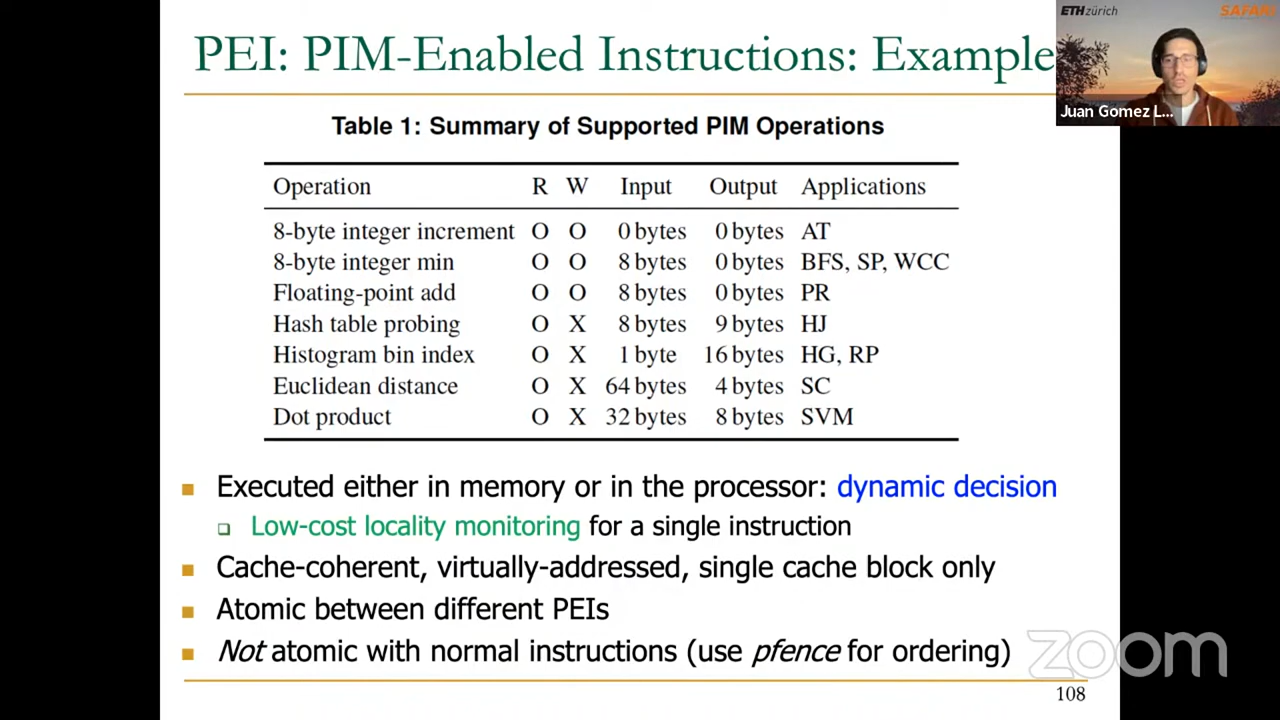 ETHzürich
SAFARI
PEI: PIM-Enabled Instructions: Example
Juan Gomez L...
Table 1: Summary of Supported PIM Operations
Operation R W Input Output Applications
8-byte integer increment O O 0 bytes 0 bytes AT
8-byte integer min O O 8 bytes 0 bytes BFS, SP, WCC
Floating-point add O O 8 bytes 0 bytes PR
Hash table probing O X 8 bytes 9 bytes HJ
Histogram bin index O X 1 byte 16 bytes HG, RP
Euclidean distance O X 64 bytes 4 bytes SC
Dot product O X 32 bytes 8 bytes SVM
Executed either in memory or in the processor: dynamic decision
Low-cost locality monitoring for a single instruction
Cache-coherent, virtually-addressed, single cache block only
Atomic between different PEIs
Not atomic with normal instructions (use pfence for ordering)
zoom
108